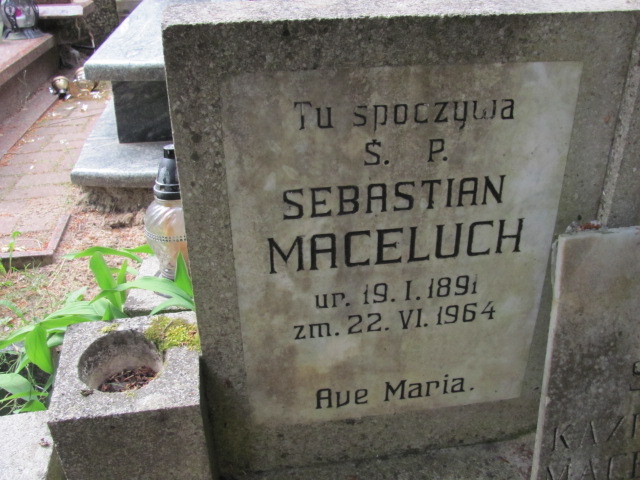 Tu spoczywa
Ś. P.
SEBASTIAN
MACELUCH
ur. 19. I. 1891
zm. 22. VI. 1964
Ave Maria.